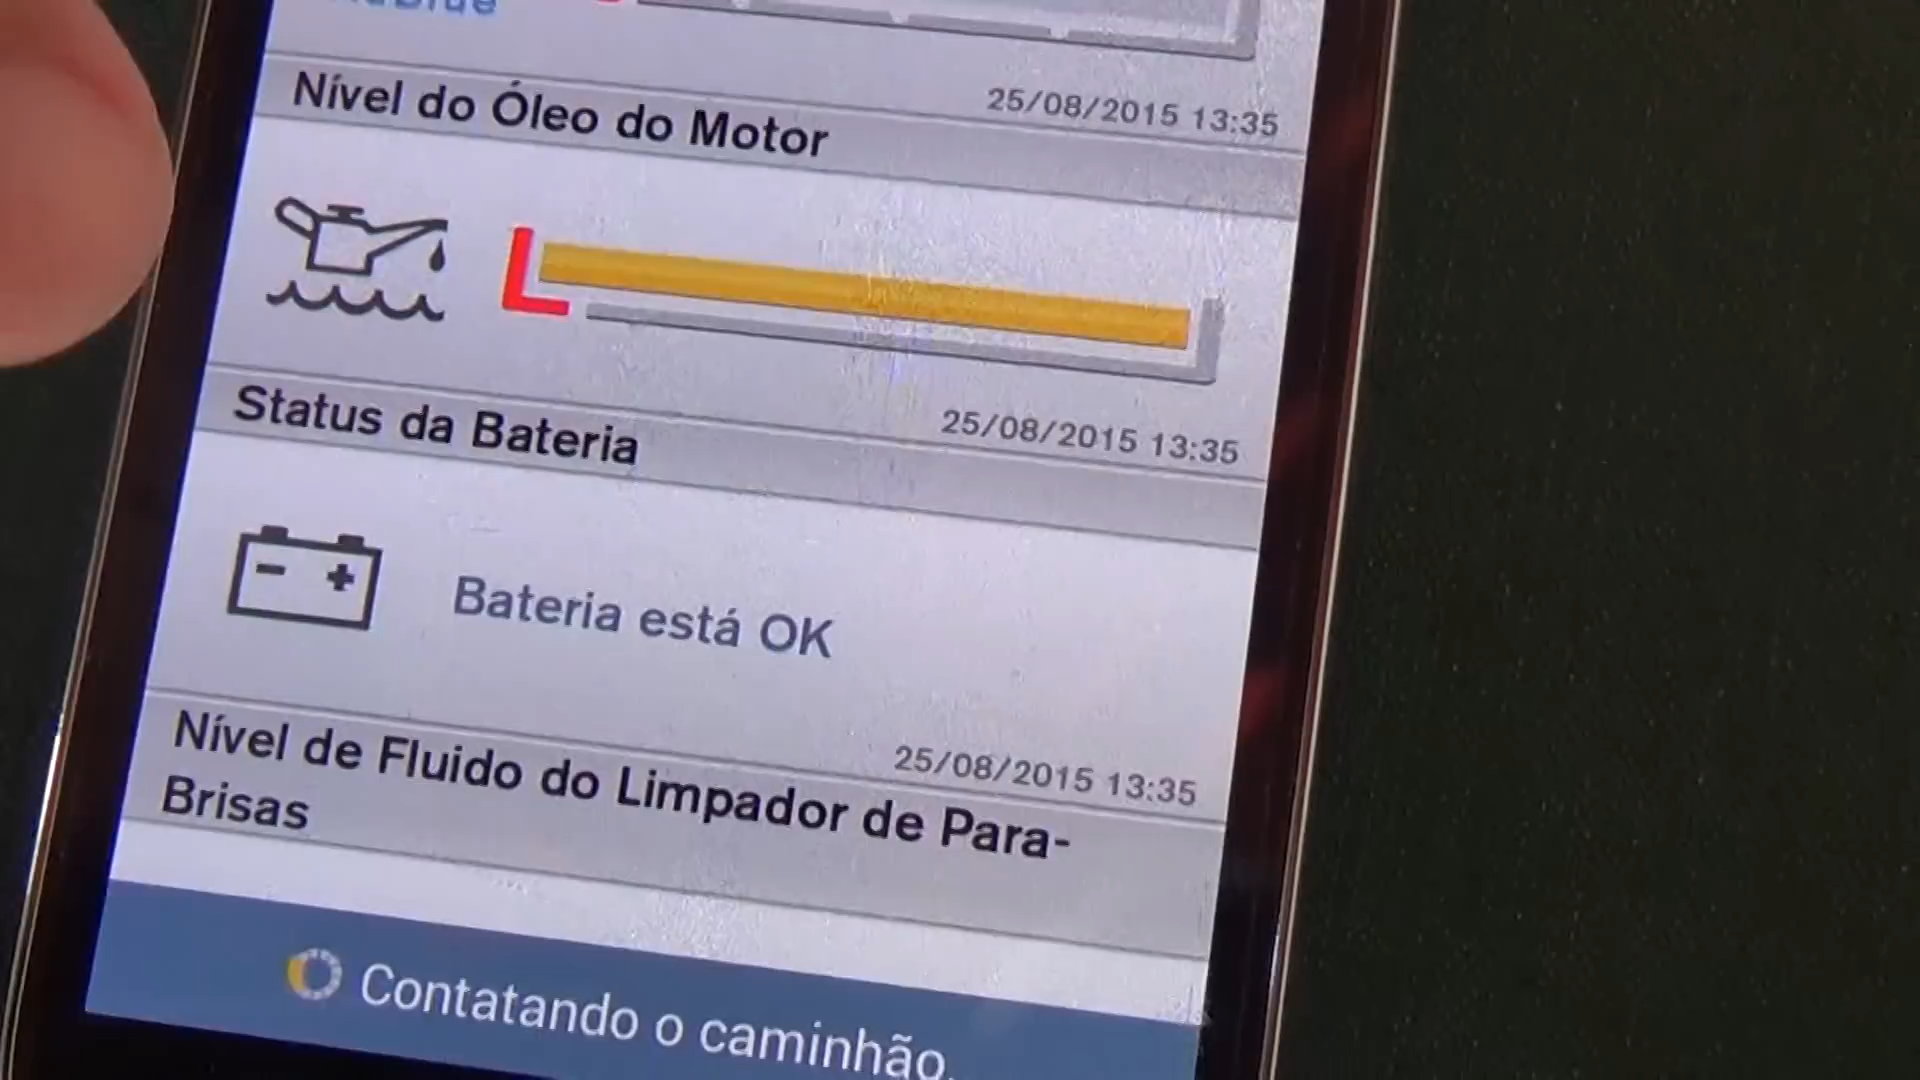 25/08/2015 13:35
Nível do Óleo do Motor
L
25/08/2015 13:35
Status da Bateria
Bateria está OK
25/08/2015 13:35
Nível de Fluido do Limpador de Para-
Brisas
Contatando o caminhão.